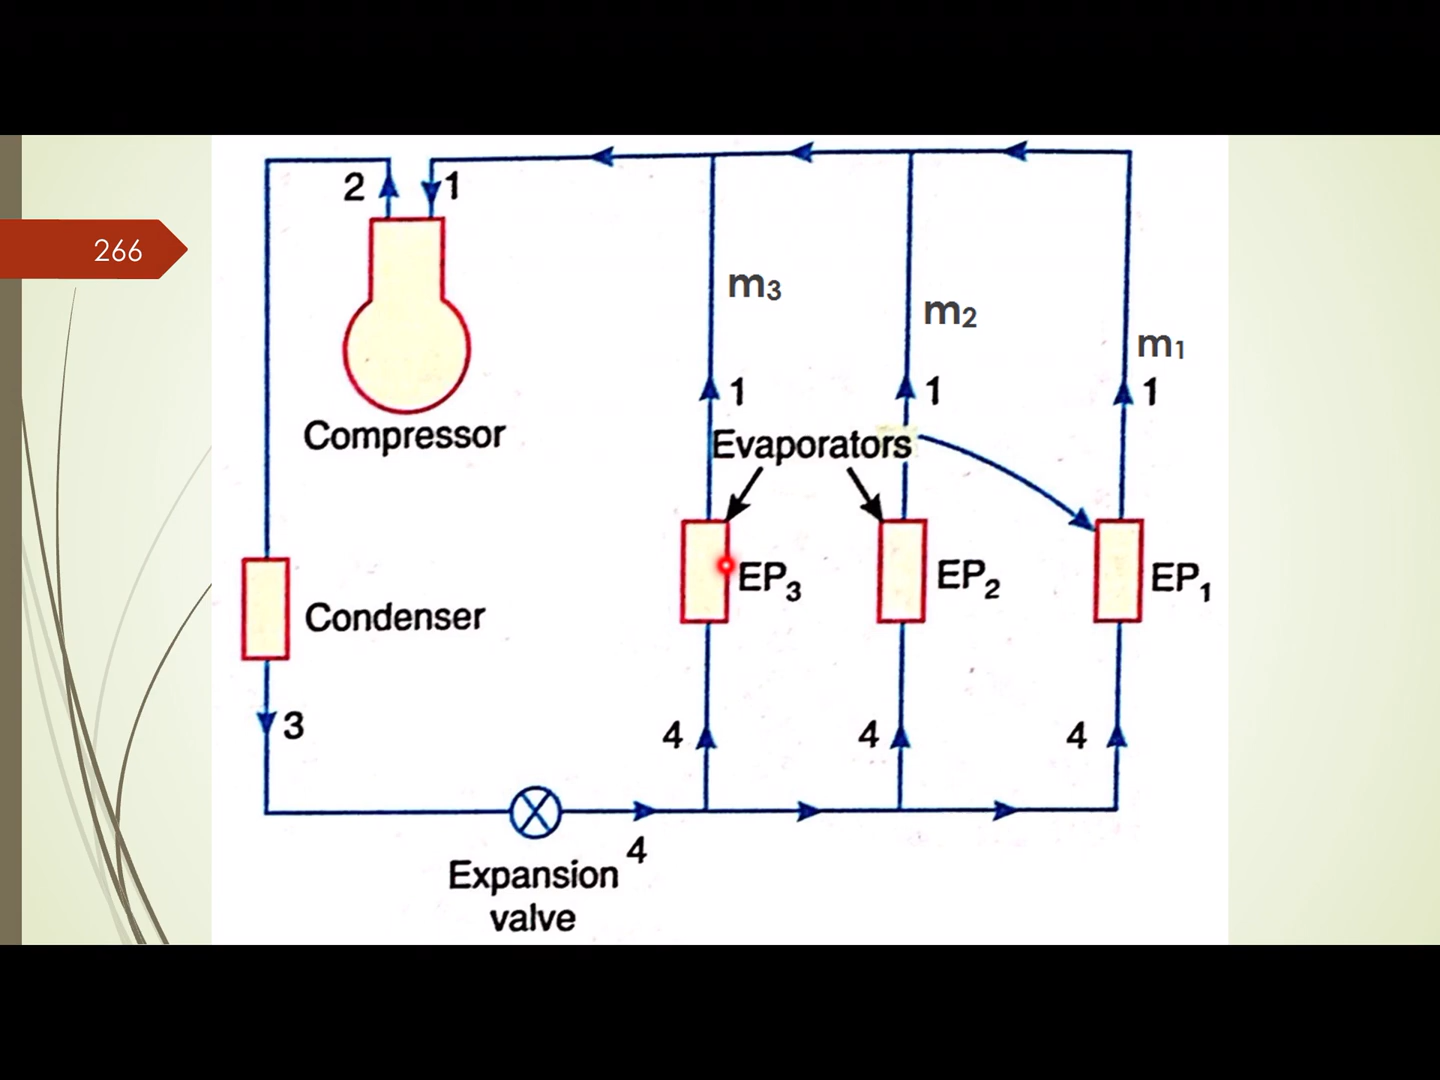 266
2
1
m3
m2
m1
Compressor
1
1
1
Evaporators
EP3
EP2
EP1
Condenser
3
4
4
4
4
Expansion
valve